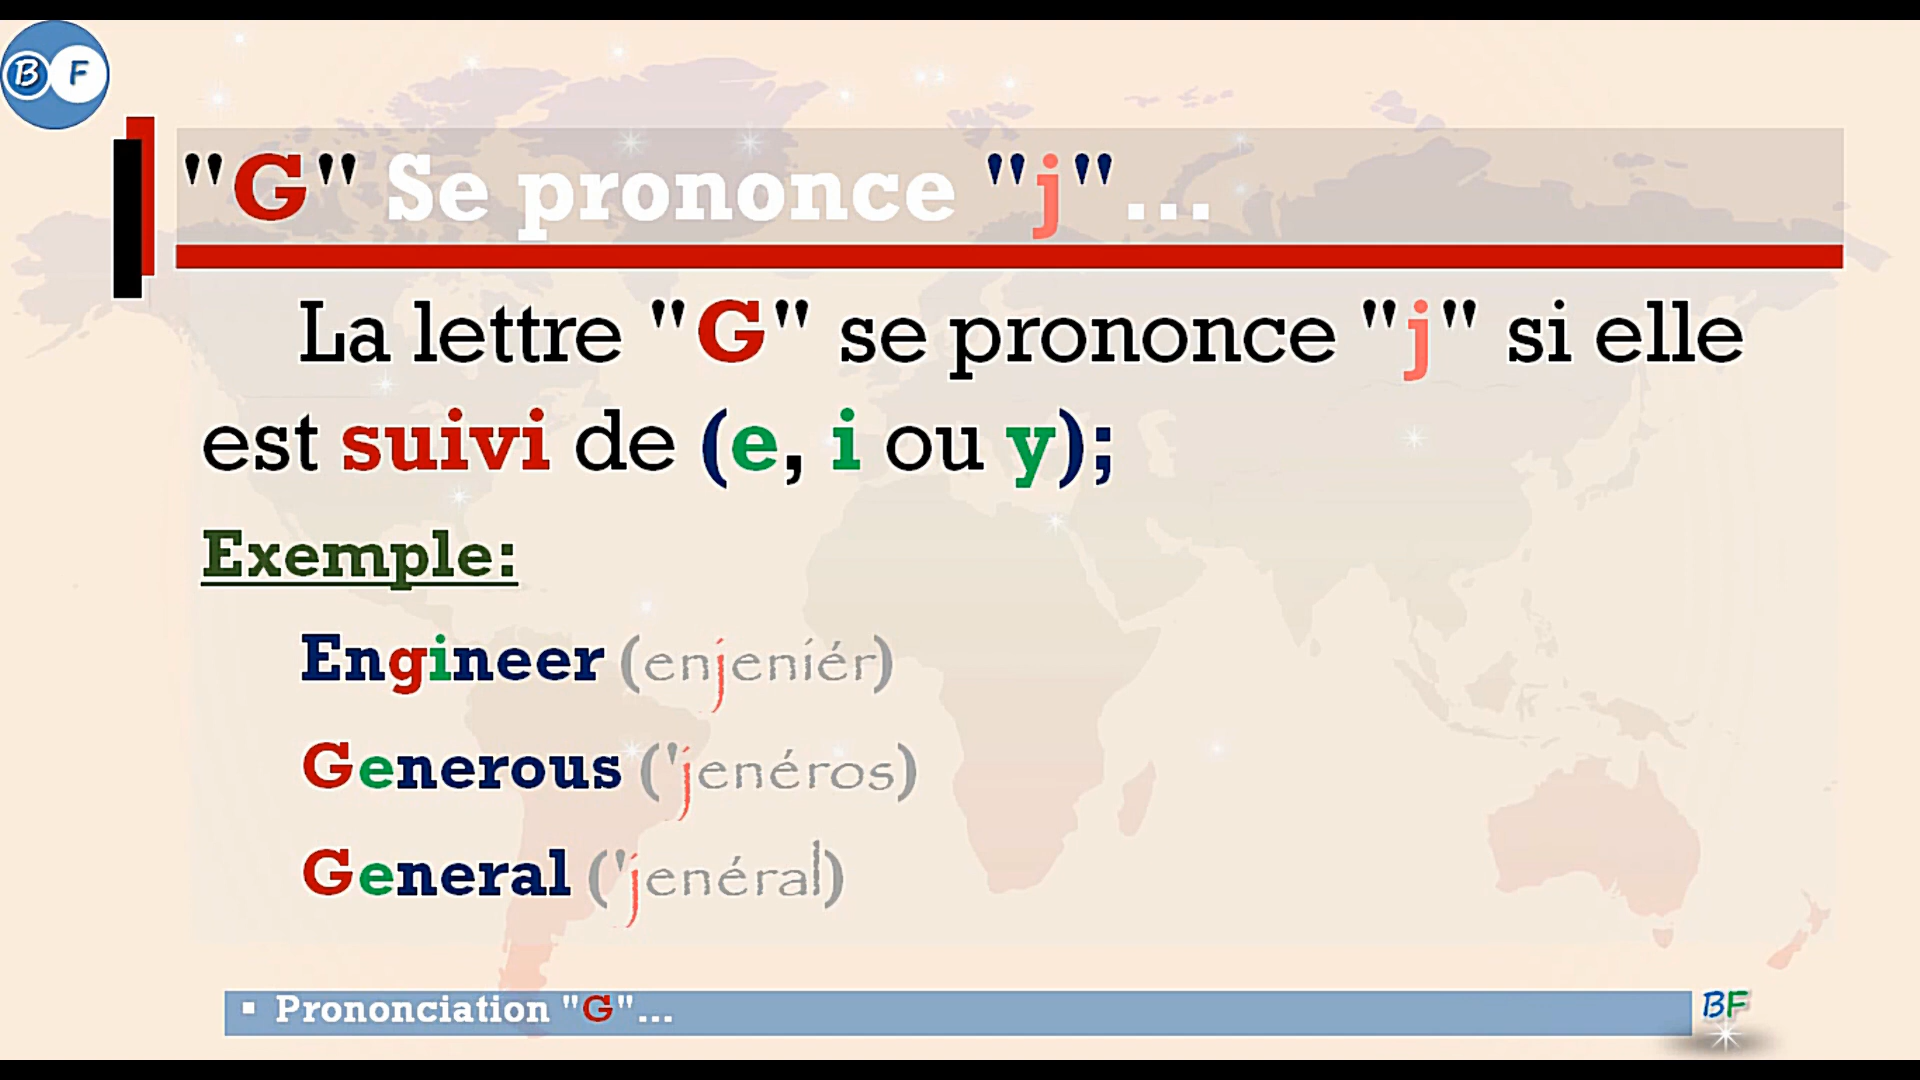 B F
"G" Se prononce "j"...
La lettre "G" se prononce "j" si elle
est suivi de (e, i ou y);
Exemple:
Engineer (enjeniér)
Generous ('jenéros)
General ('jenéral)
▪ Prononciation "G"...
BF